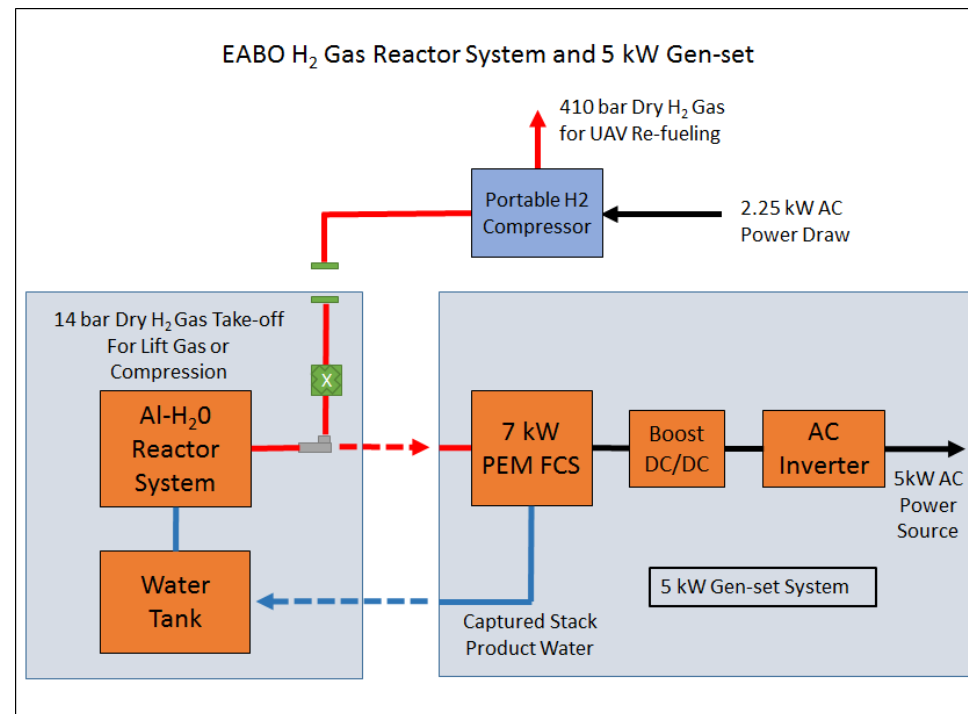 EABO H₂ Gas Reactor System and 5 kW Gen-set
410 bar Dry H₂ Gas
for UAV Re-fueling
Portable H2
Compressor
2.25 kW AC
Power Draw
14 bar Dry H₂ Gas Take-off
For Lift Gas or
Compression
X
Al-H₂0
Reactor
System
7 kW
PEM FCS
Boost
DC/DC
AC
Inverter
5kW AC
Power
Source
Water
Tank
5 kW Gen-set System
Captured Stack
Product Water